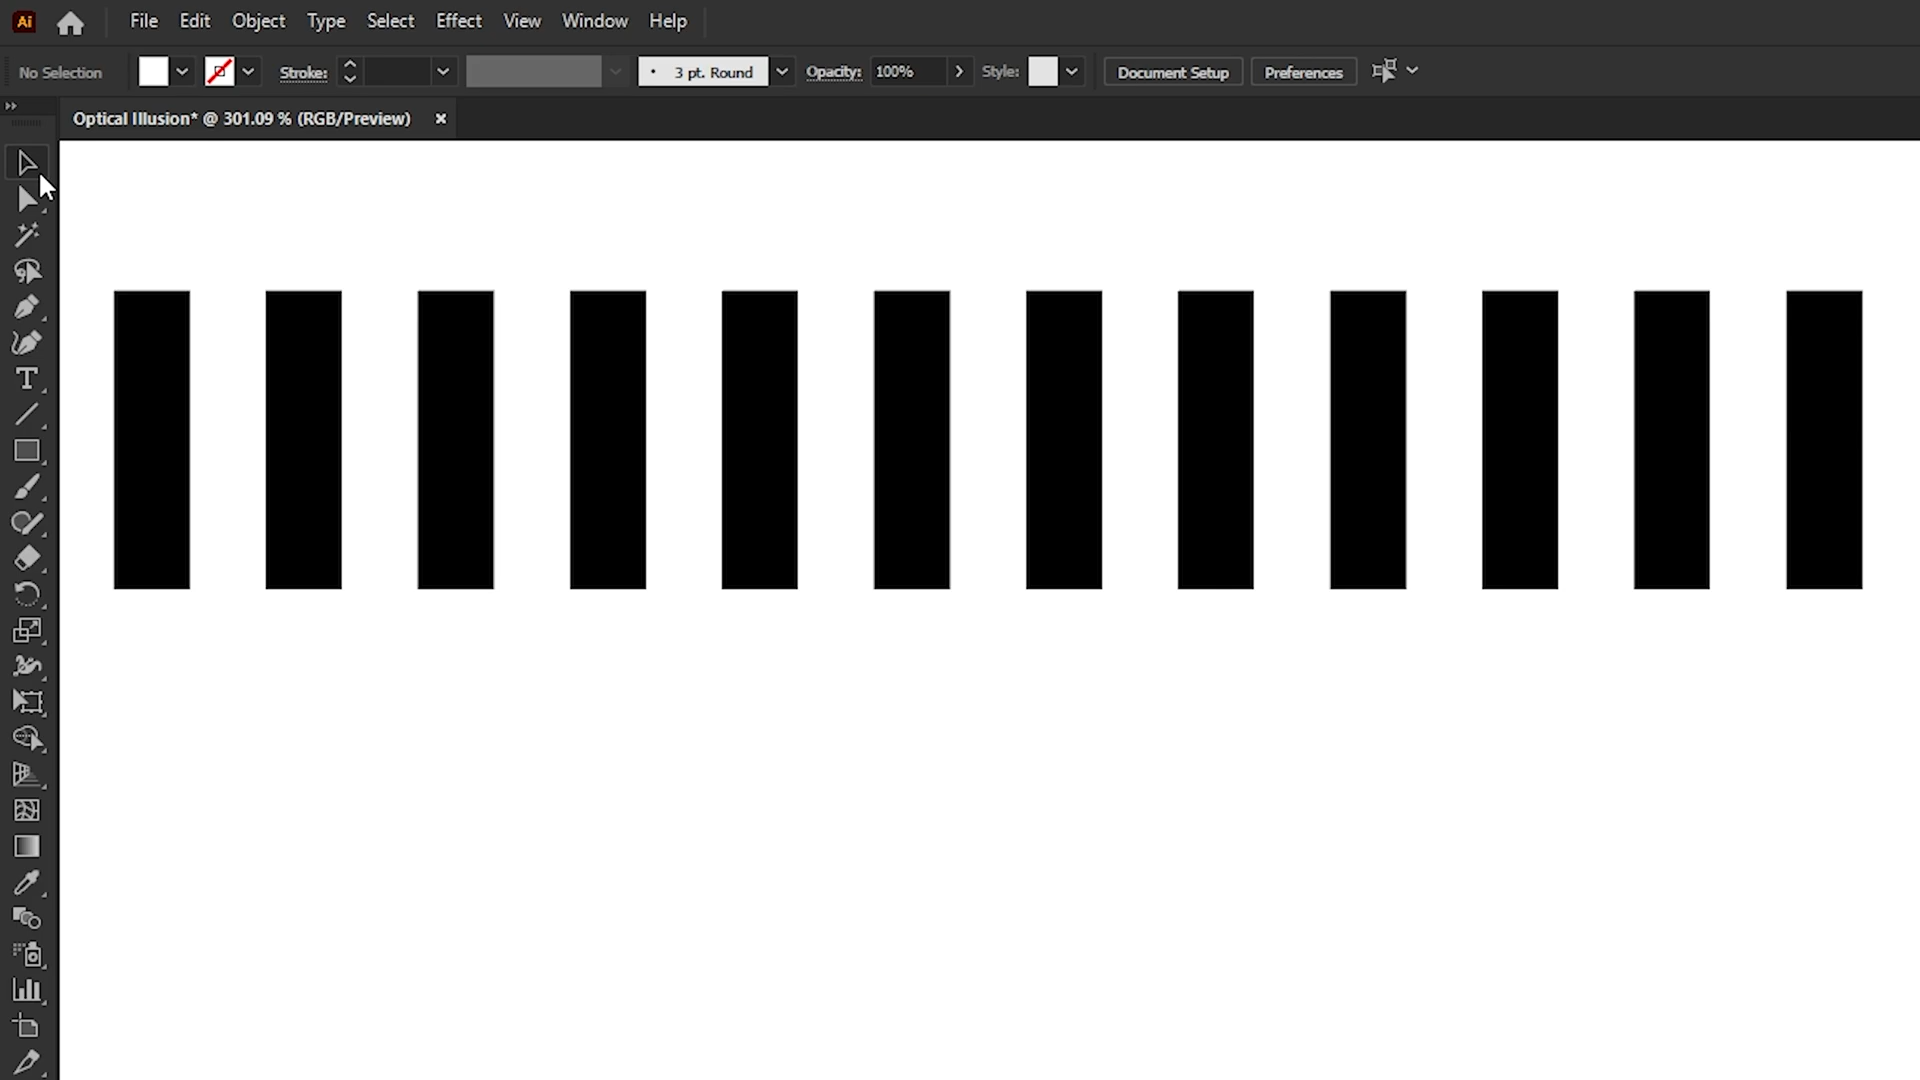 Ai File Edit Object Type Select Effect View Window Help
No Selection Stroke: 3 pt. Round Opacity: 100% Style: Document Setup Preferences
Optical Illusion* @ 301.09 % (RGB/Preview) ×